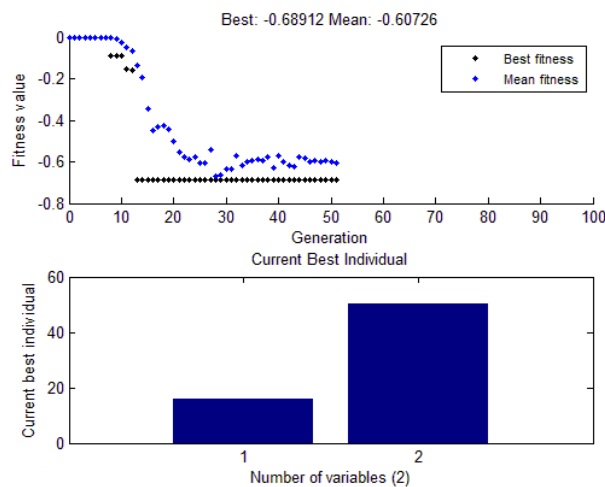 Best: -0.68912 Mean: -0.60726
Fitness value
0
-0.2
-0.4
-0.6
-0.8
Best fitness
Mean fitness
0 10 20 30 40 50 60 70 80 90 100
Generation
Current Best Individual
Current best individual
60
40
20
0
1 2
Number of variables (2)